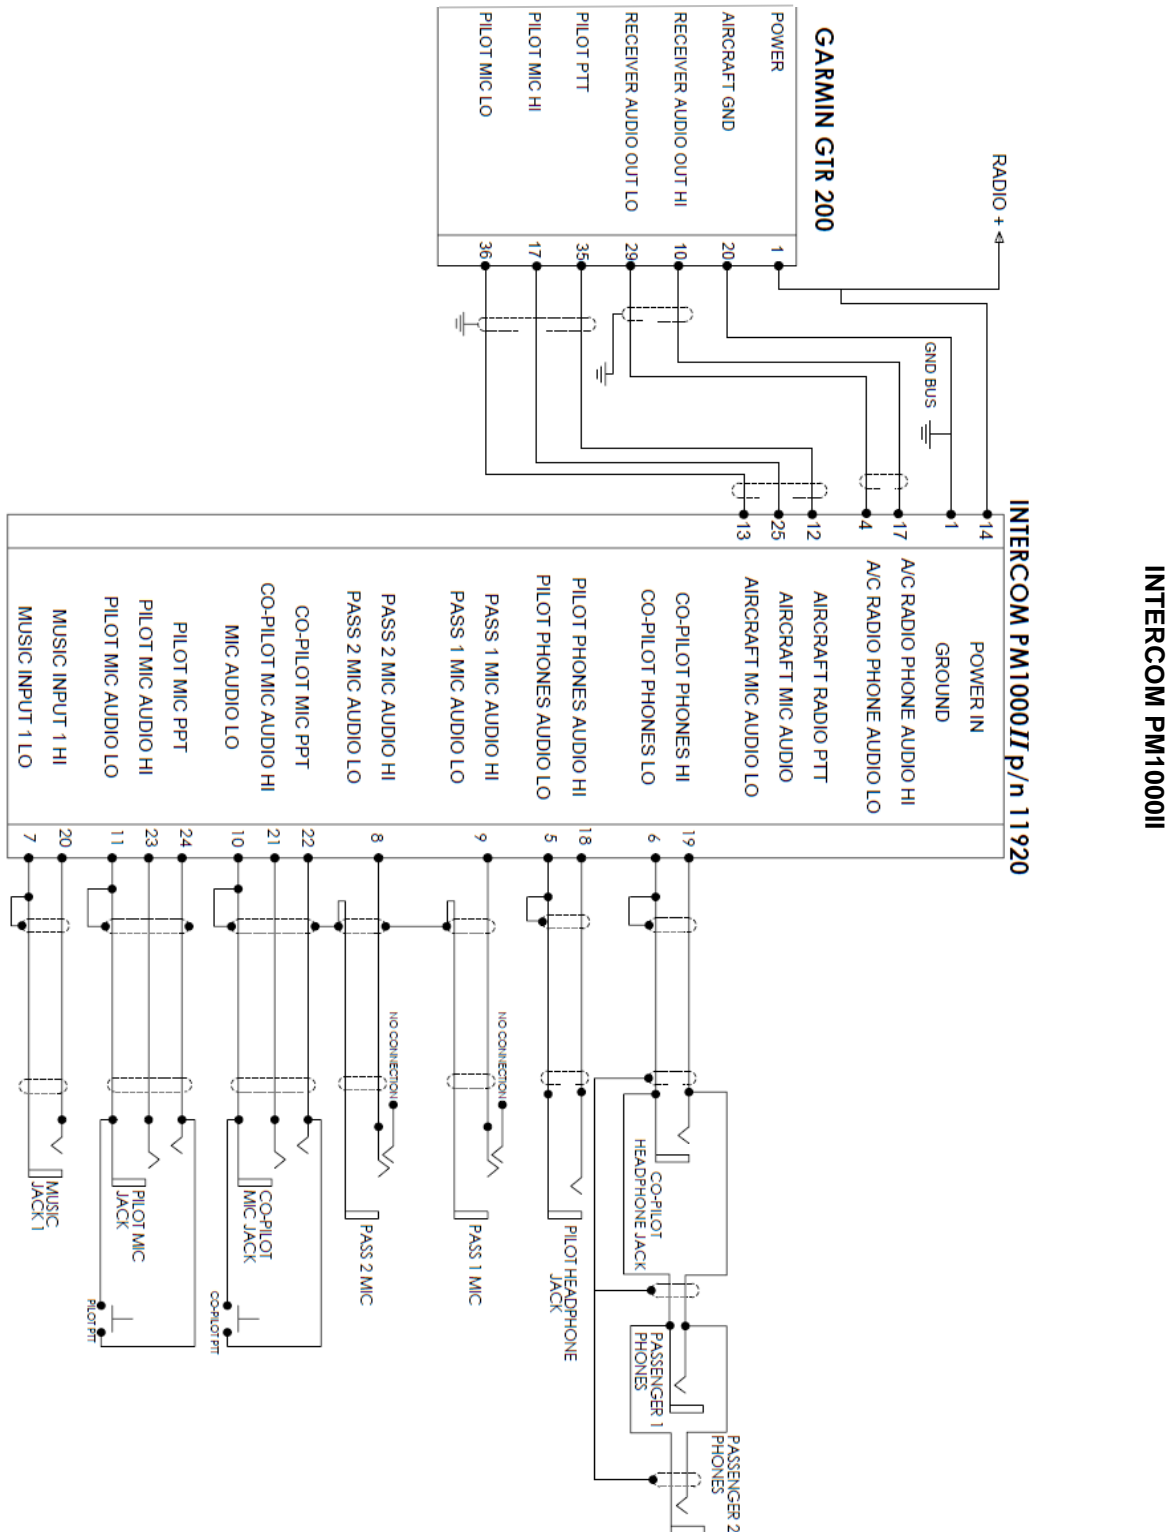 INTERCOM PM1000II
RADIO +
GARMIN GTR 200
POWER
AIRCRAFT GND
RECEIVER AUDIO OUT HI
RECEIVER AUDIO OUT LO
PILOT PTT
PILOT MIC HI
PILOT MIC LO
1
20
10
29
35
17
36
GND BUS
INTERCOM PM1000II p/n 11920
14
1
17
4
12
25
13
POWER IN
GROUND
A/C RADIO PHONE AUDIO HI
A/C RADIO PHONE AUDIO LO
AIRCRAFT RADIO PTT
AIRCRAFT MIC AUDIO
AIRCRAFT MIC AUDIO LO
CO-PILOT PHONES HI
CO-PILOT PHONES LO
PILOT PHONES AUDIO HI
PILOT PHONES AUDIO LO
PASS 1 MIC AUDIO HI
PASS 1 MIC AUDIO LO
PASS 2 MIC AUDIO HI
PASS 2 MIC AUDIO LO
CO-PILOT MIC PPT
CO-PILOT MIC AUDIO HI
MIC AUDIO LO
PILOT MIC PPT
PILOT MIC AUDIO HI
PILOT MIC AUDIO LO
MUSIC INPUT 1 HI
MUSIC INPUT 1 LO
19
6
18
5
9
8
22
21
10
24
23
11
20
7
NO CONNECTION
NO CONNECTION
CO-PILOT
HEADPHONE JACK
PASSENGER 1
PHONES
PASSENGER 2
PHONES
PILOT HEADPHONE
JACK
PASS 1 MIC
PASS 2 MIC
CO-PILOT
MIC JACK
CO-PILOT PTT
PILOT MIC
JACK
PILOT PTT
MUSIC
JACK 1